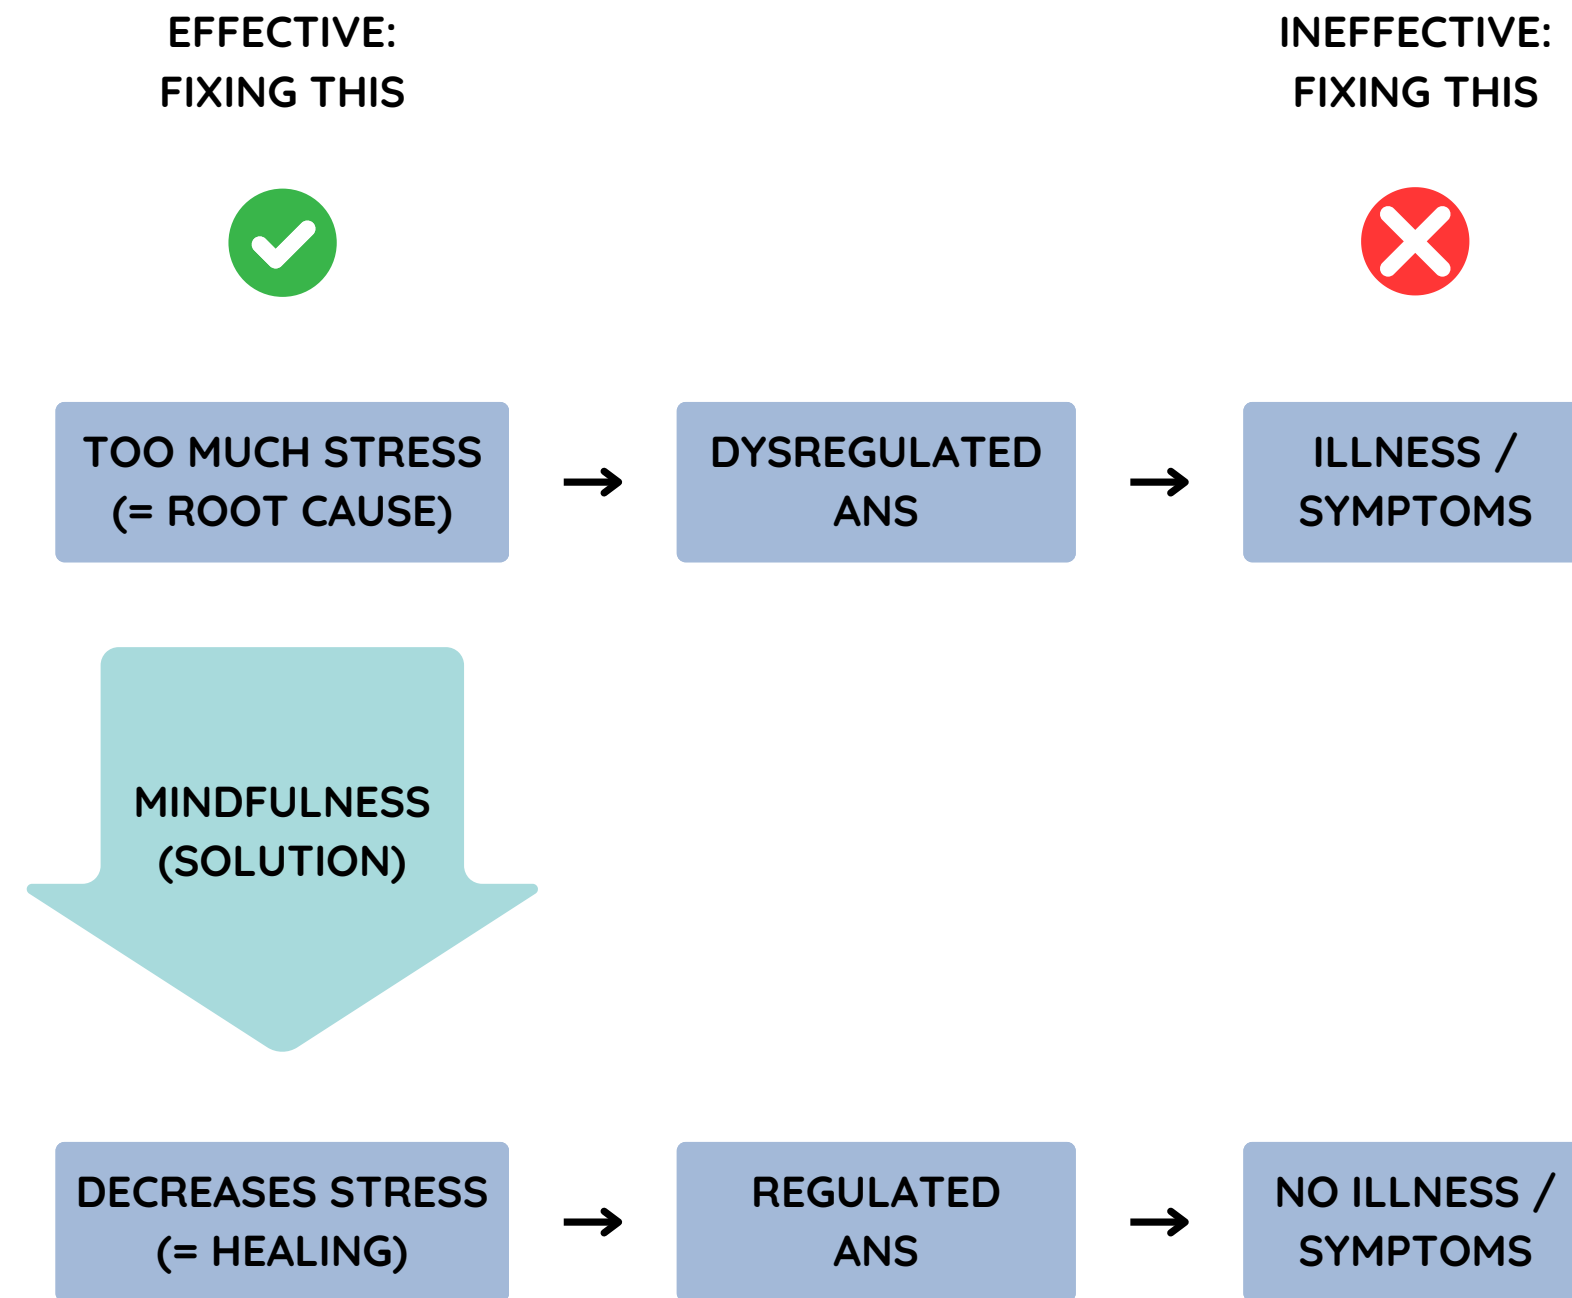 EFFECTIVE:
FIXING THIS
INEFFECTIVE:
FIXING THIS
TOO MUCH STRESS
(= ROOT CAUSE)
DYSREGULATED
ANS
ILLNESS /
SYMPTOMS
MINDFULNESS
(SOLUTION)
DECREASES STRESS
(= HEALING)
REGULATED
ANS
NO ILLNESS /
SYMPTOMS